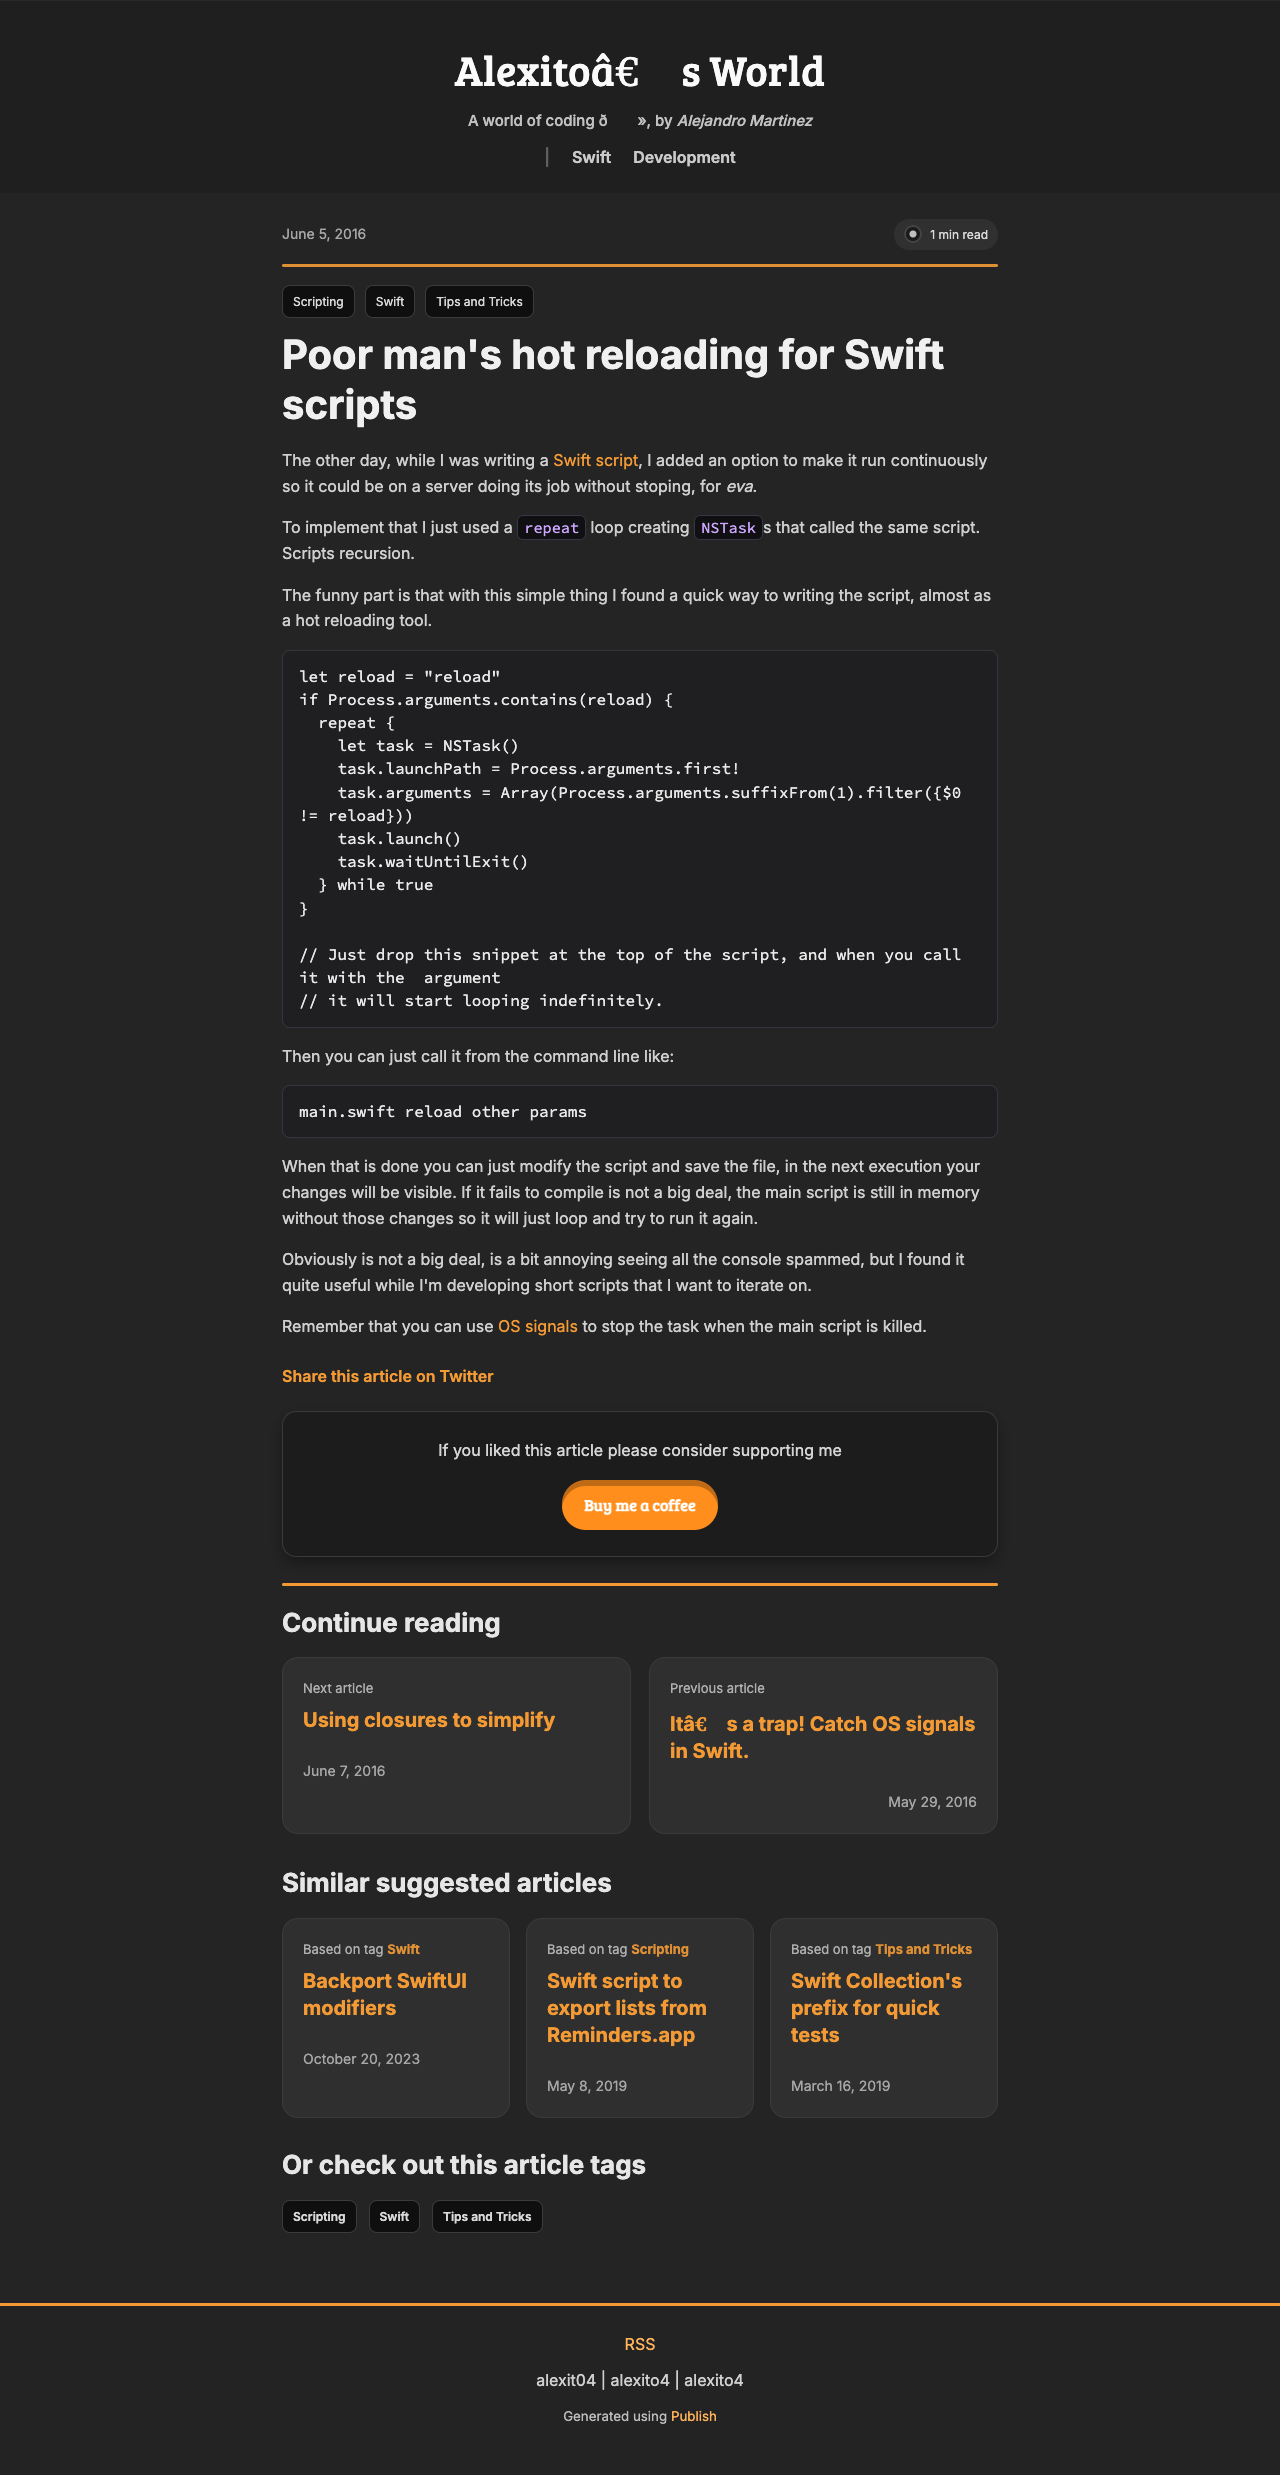 Alexitoâ€ s World
A world of coding ð », by Alejandro Martinez
| Swift Development
June 5, 2016
1 min read
Scripting Swift Tips and Tricks
Poor man's hot reloading for Swift
scripts
The other day, while I was writing a Swift script, I added an option to make it run continuously
so it could be on a server doing its job without stoping, for eva.
To implement that I just used a repeat loop creating NSTasks that called the same script.
Scripts recursion.
The funny part is that with this simple thing I found a quick way to writing the script, almost as
a hot reloading tool.
let reload = "reload"
if Process.arguments.contains(reload) {
  repeat {
    let task = NSTask()
    task.launchPath = Process.arguments.first!
    task.arguments = Array(Process.arguments.suffixFrom(1).filter({$0
!= reload}))
    task.launch()
    task.waitUntilExit()
  } while true
}
// Just drop this snippet at the top of the script, and when you call
it with the  argument
// it will start looping indefinitely.
Then you can just call it from the command line like:
main.swift reload other params
When that is done you can just modify the script and save the file, in the next execution your
changes will be visible. If it fails to compile is not a big deal, the main script is still in memory
without those changes so it will just loop and try to run it again.
Obviously is not a big deal, is a bit annoying seeing all the console spammed, but I found it
quite useful while I'm developing short scripts that I want to iterate on.
Remember that you can use OS signals to stop the task when the main script is killed.
Share this article on Twitter
If you liked this article please consider supporting me
Buy me a coffee
Continue reading
Next article
Using closures to simplify
June 7, 2016
Previous article
Itâ€ s a trap! Catch OS signals
in Swift.
May 29, 2016
Similar suggested articles
Based on tag Swift
Backport SwiftUI
modifiers
October 20, 2023
Based on tag Scripting
Swift script to
export lists from
Reminders.app
May 8, 2019
Based on tag Tips and Tricks
Swift Collection's
prefix for quick
tests
March 16, 2019
Or check out this article tags
Scripting Swift Tips and Tricks
RSS
alexit04 | alexito4 | alexito4
Generated using Publish